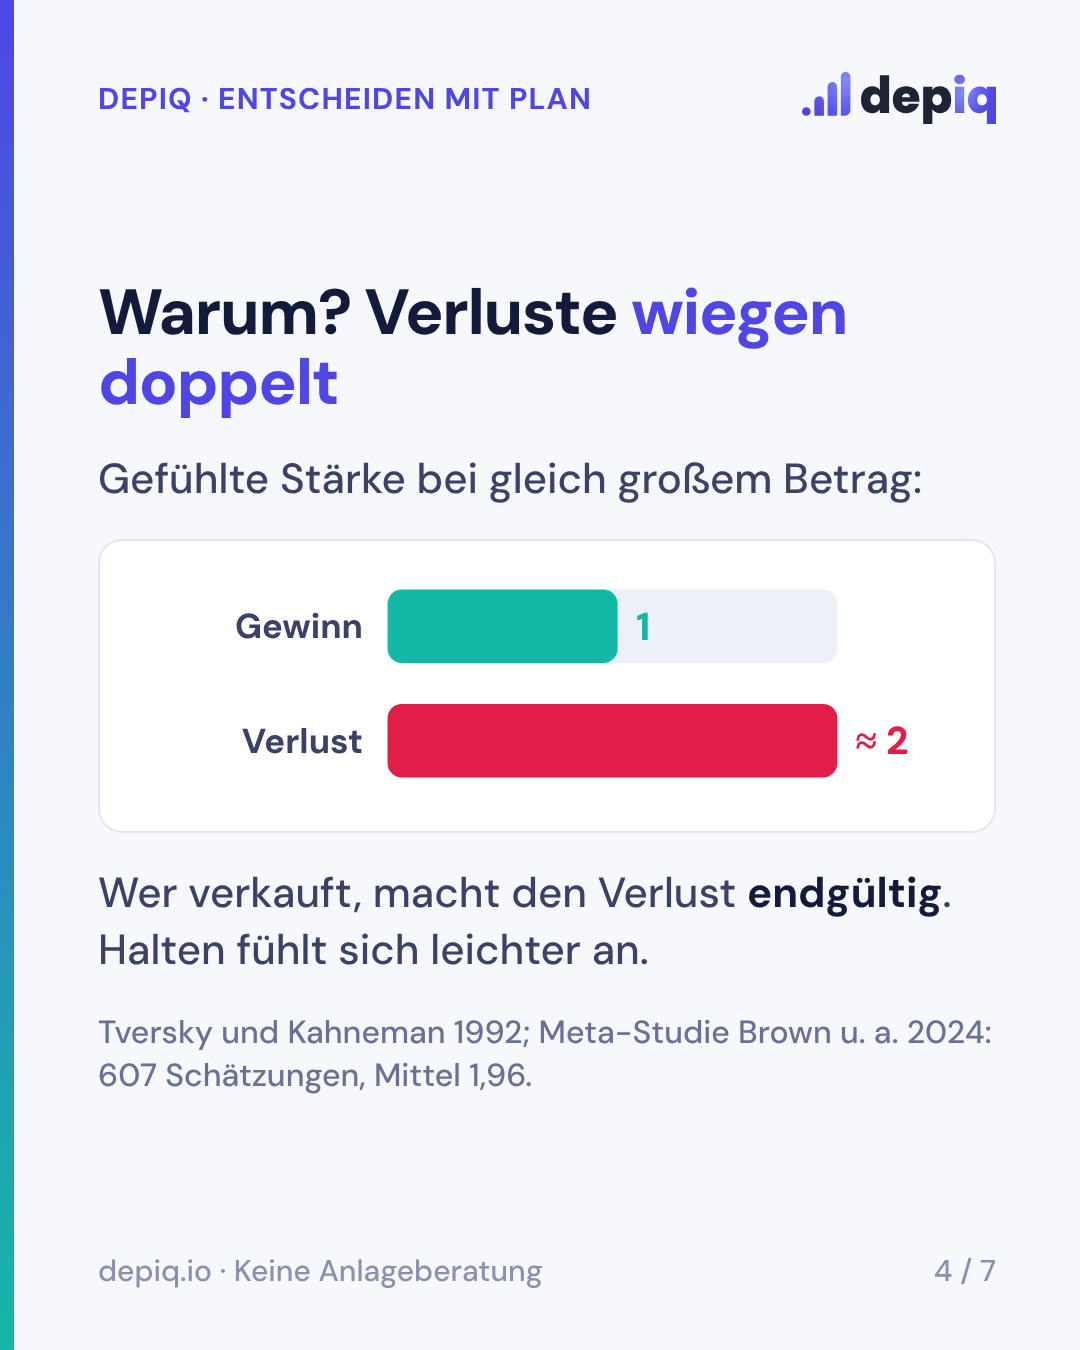 DEPIQ · ENTSCHEIDEN MIT PLAN
depiq
Warum? Verluste wiegen
doppelt
Gefühlte Stärke bei gleich großem Betrag:
Gewinn 1
Verlust ≈ 2
Wer verkauft, macht den Verlust endgültig.
Halten fühlt sich leichter an.
Tversky und Kahneman 1992; Meta-Studie Brown u. a. 2024:
607 Schätzungen, Mittel 1,96.
depiq.io · Keine Anlageberatung
4 / 7